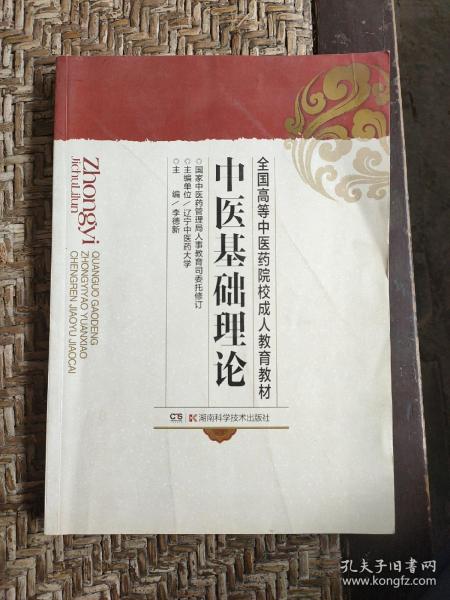 全国高等中医药院校成人教育教材
中医基础理论
◎国家中医药管理局人事教育司委托修订
◎主编单位/辽宁中医药大学
◎主 编/李德新
Zhongyi
JichuLilun
QUANGUO GAODENG
ZHONGYIYAO YUANXIAO
CHENGREN JIAOYU JIAOCAI
湖南科学技术出版社
孔夫子旧书网
www.kongfz.com